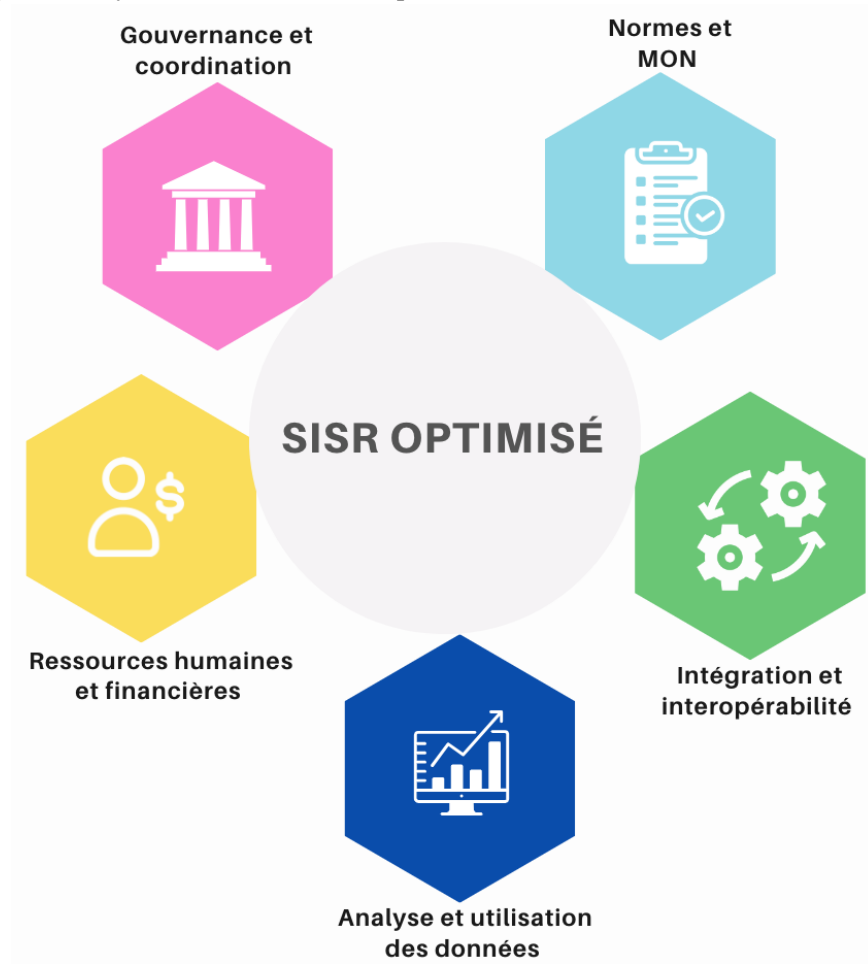 Gouvernance et
coordination
Normes et
MON
SISR OPTIMISÉ
$
Ressources humaines
et financières
Intégration et
interopérabilité
Analyse et utilisation
des données